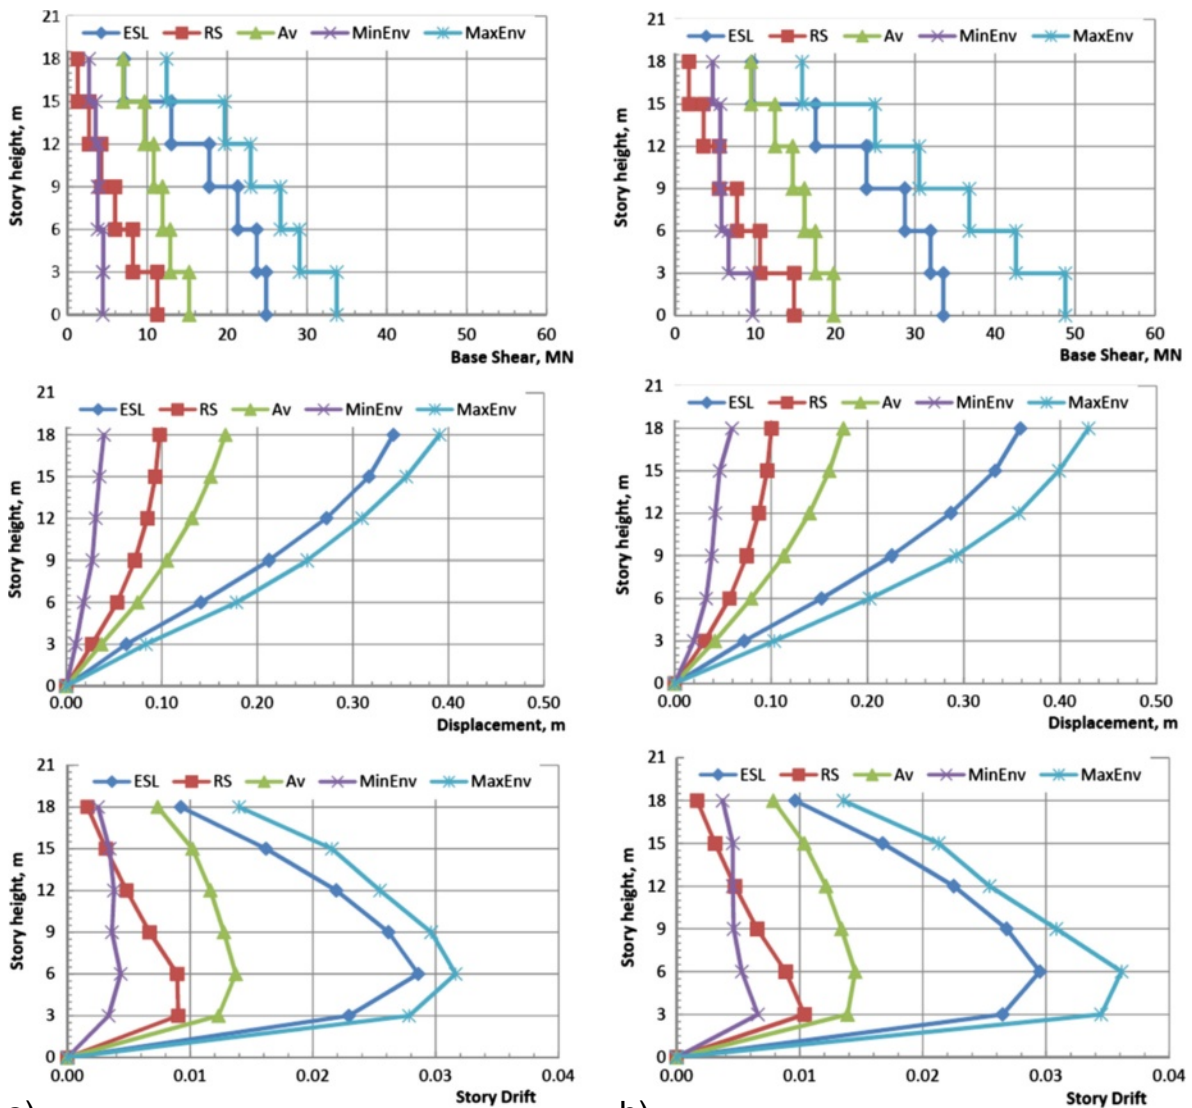 21
ESL RS Av MinEnv MaxEnv
18
15
12
9
6
3
0
Story height, m
0 10 20 30 40 50 60
Base Shear, MN
21
ESL RS Av MinEnv MaxEnv
18
15
12
9
6
3
0
Story height, m
0 10 20 30 40 50 60
Base Shear, MN
21
ESL RS Av MinEnv MaxEnv
18
15
12
9
6
3
0
Story height, m
0.00 0.10 0.20 0.30 0.40 0.50
Displacement, m
21
ESL RS Av MinEnv MaxEnv
18
15
12
9
6
3
0
Story height, m
0.00 0.10 0.20 0.30 0.40 0.50
Displacement, m
21
ESL RS Av MinEnv MaxEnv
18
15
12
9
6
3
0
Story height, m
0.00 0.01 0.02 0.03 0.04
Story Drift
21
ESL RS Av MinEnv MaxEnv
18
15
12
9
6
3
0
Story height, m
0.00 0.01 0.02 0.03 0.04
Story Drift
a) b)